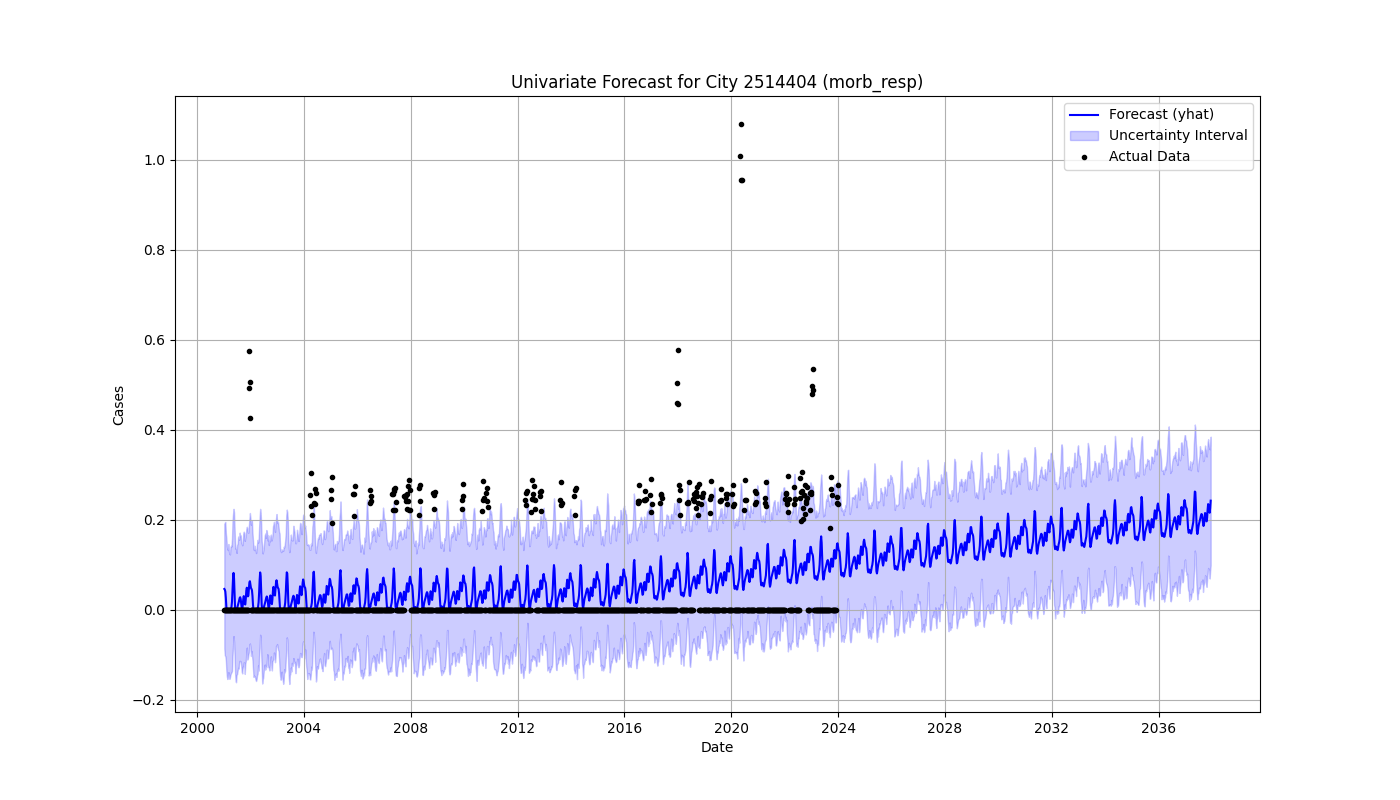 Univariate Forecast for City 2514404 (morb_resp)
Forecast (yhat)
Uncertainty Interval
Actual Data
Cases
1.0
0.8
0.6
0.4
0.2
0.0
−0.2
2000 2004 2008 2012 2016 2020 2024 2028 2032 2036
Date